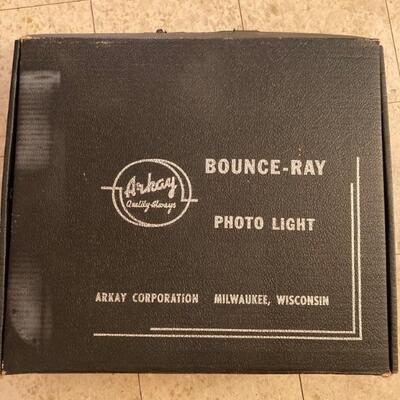 BOUNCE-RAY
Arkay
Quality Always
PHOTO LIGHT
ARKAY CORPORATION MILWAUKEE, WISCONSIN